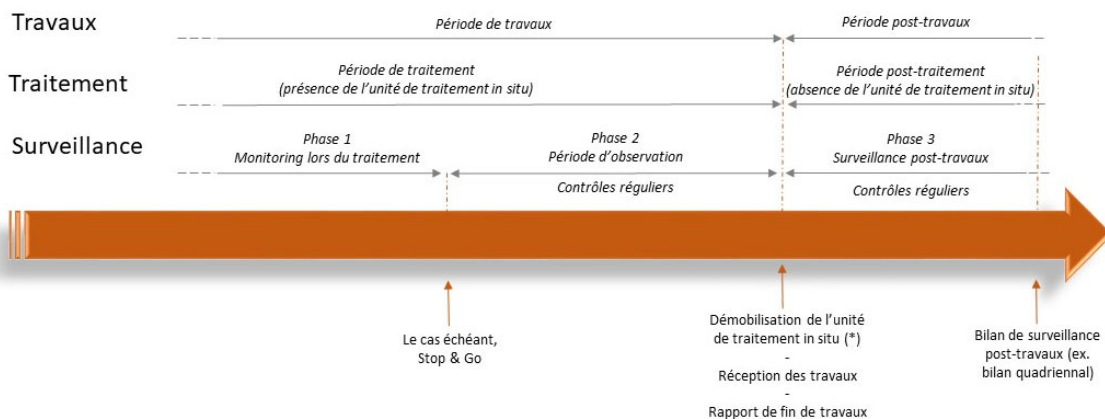 Travaux
Période de travaux
Période post-travaux
Traitement
Période de traitement
(présence de l'unité de traitement in situ)
Période post-traitement
(absence de l'unité de traitement in situ)
Surveillance
Phase 1
Monitoring lors du traitement
Phase 2
Période d'observation
Contrôles réguliers
Phase 3
Surveillance post-travaux
Contrôles réguliers
Le cas échéant,
Stop & Go
Démobilisation de l'unité
de traitement in situ (*)
-
Réception des travaux
-
Rapport de fin de travaux
Bilan de surveillance
post-travaux (ex.
bilan quadriennal)